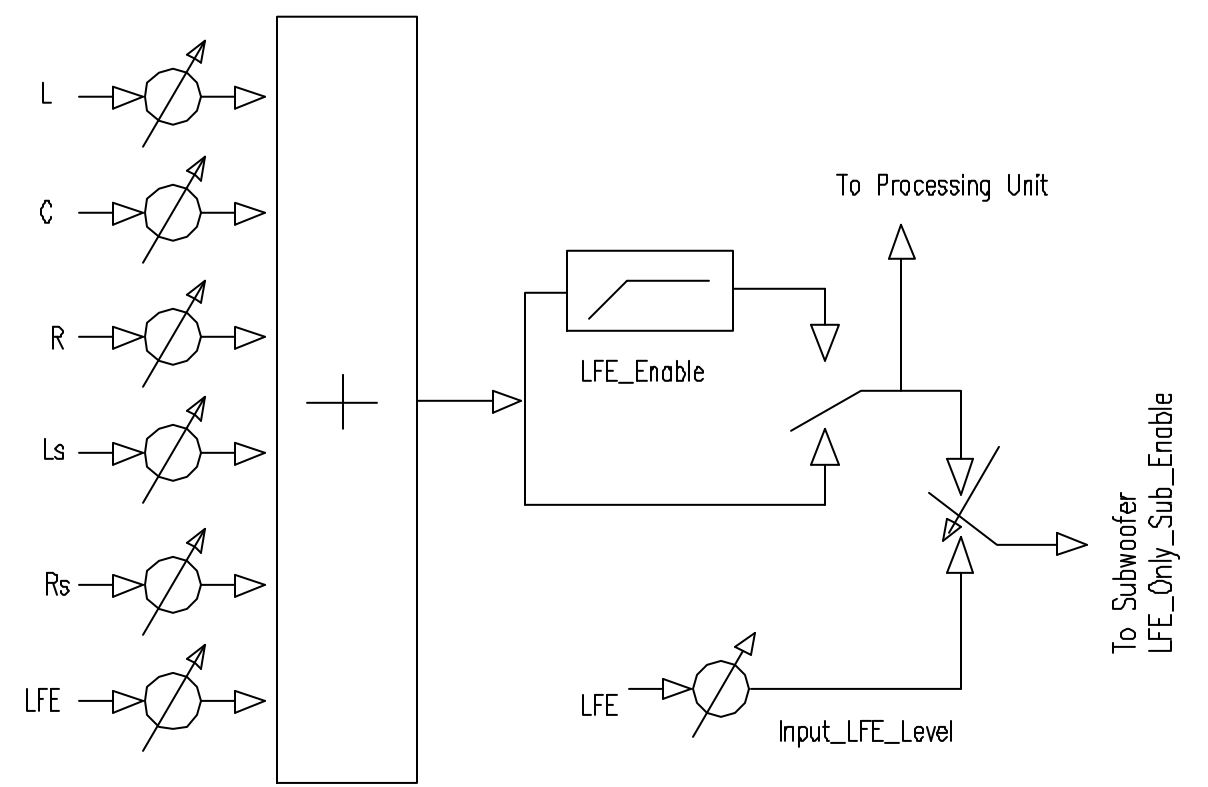 L
C
R
Ls
Rs
LFE
To Processing Unit
LFE_Enable
LFE
Input_LFE_Level
To Subwoofer
LFE_Only_Sub_Enable